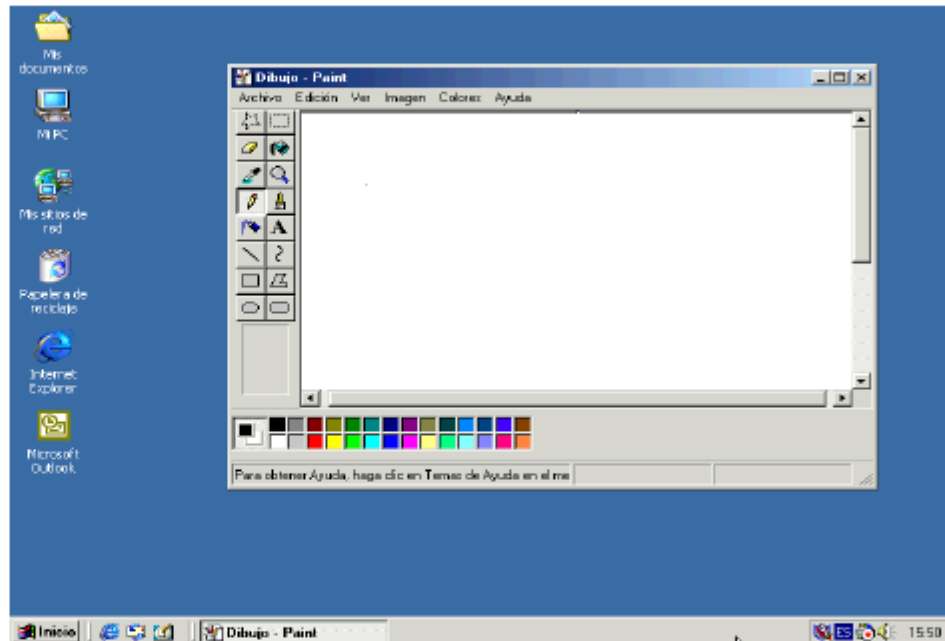 Mis
documentos
Mi PC
Mis sitios de
red
Papelera de
reciclaje
Internet
Explorer
Microsoft
Outlook
Dibujo - Paint
Archivo Edición Ver Imagen Colores Ayuda
A
Para obtener Ayuda, haga clic en Temas de Ayuda en el me
Inicio
Dibujo - Paint
ES
15:50